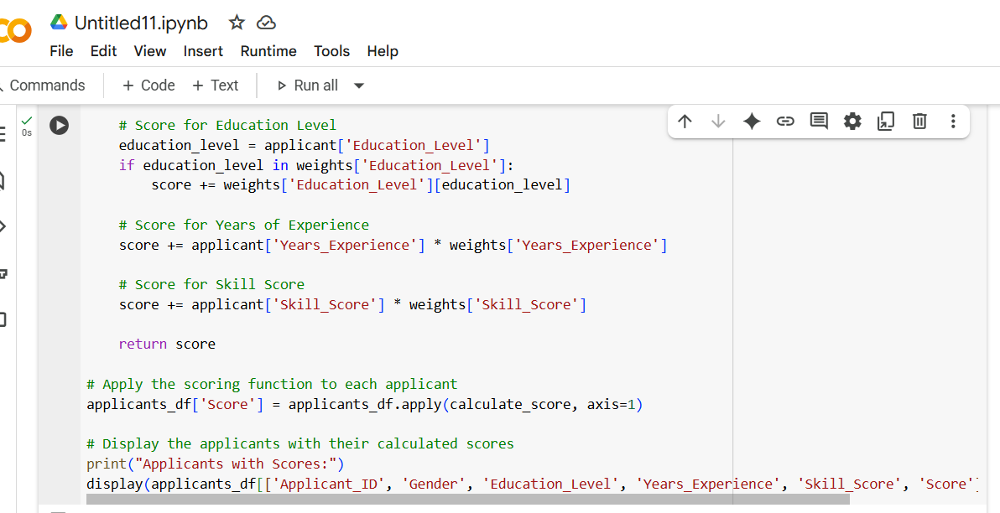 Untitled11.ipynb
File Edit View Insert Runtime Tools Help
Commands + Code + Text Run all
0s
# Score for Education Level
education_level = applicant['Education_Level']
if education_level in weights['Education_Level']:
    score += weights['Education_Level'][education_level]
# Score for Years of Experience
score += applicant['Years_Experience'] * weights['Years_Experience']
# Score for Skill Score
score += applicant['Skill_Score'] * weights['Skill_Score']
return score
# Apply the scoring function to each applicant
applicants_df['Score'] = applicants_df.apply(calculate_score, axis=1)
# Display the applicants with their calculated scores
print("Applicants with Scores:")
display(applicants_df[['Applicant_ID', 'Gender', 'Education_Level', 'Years_Experience', 'Skill_Score', 'Score']